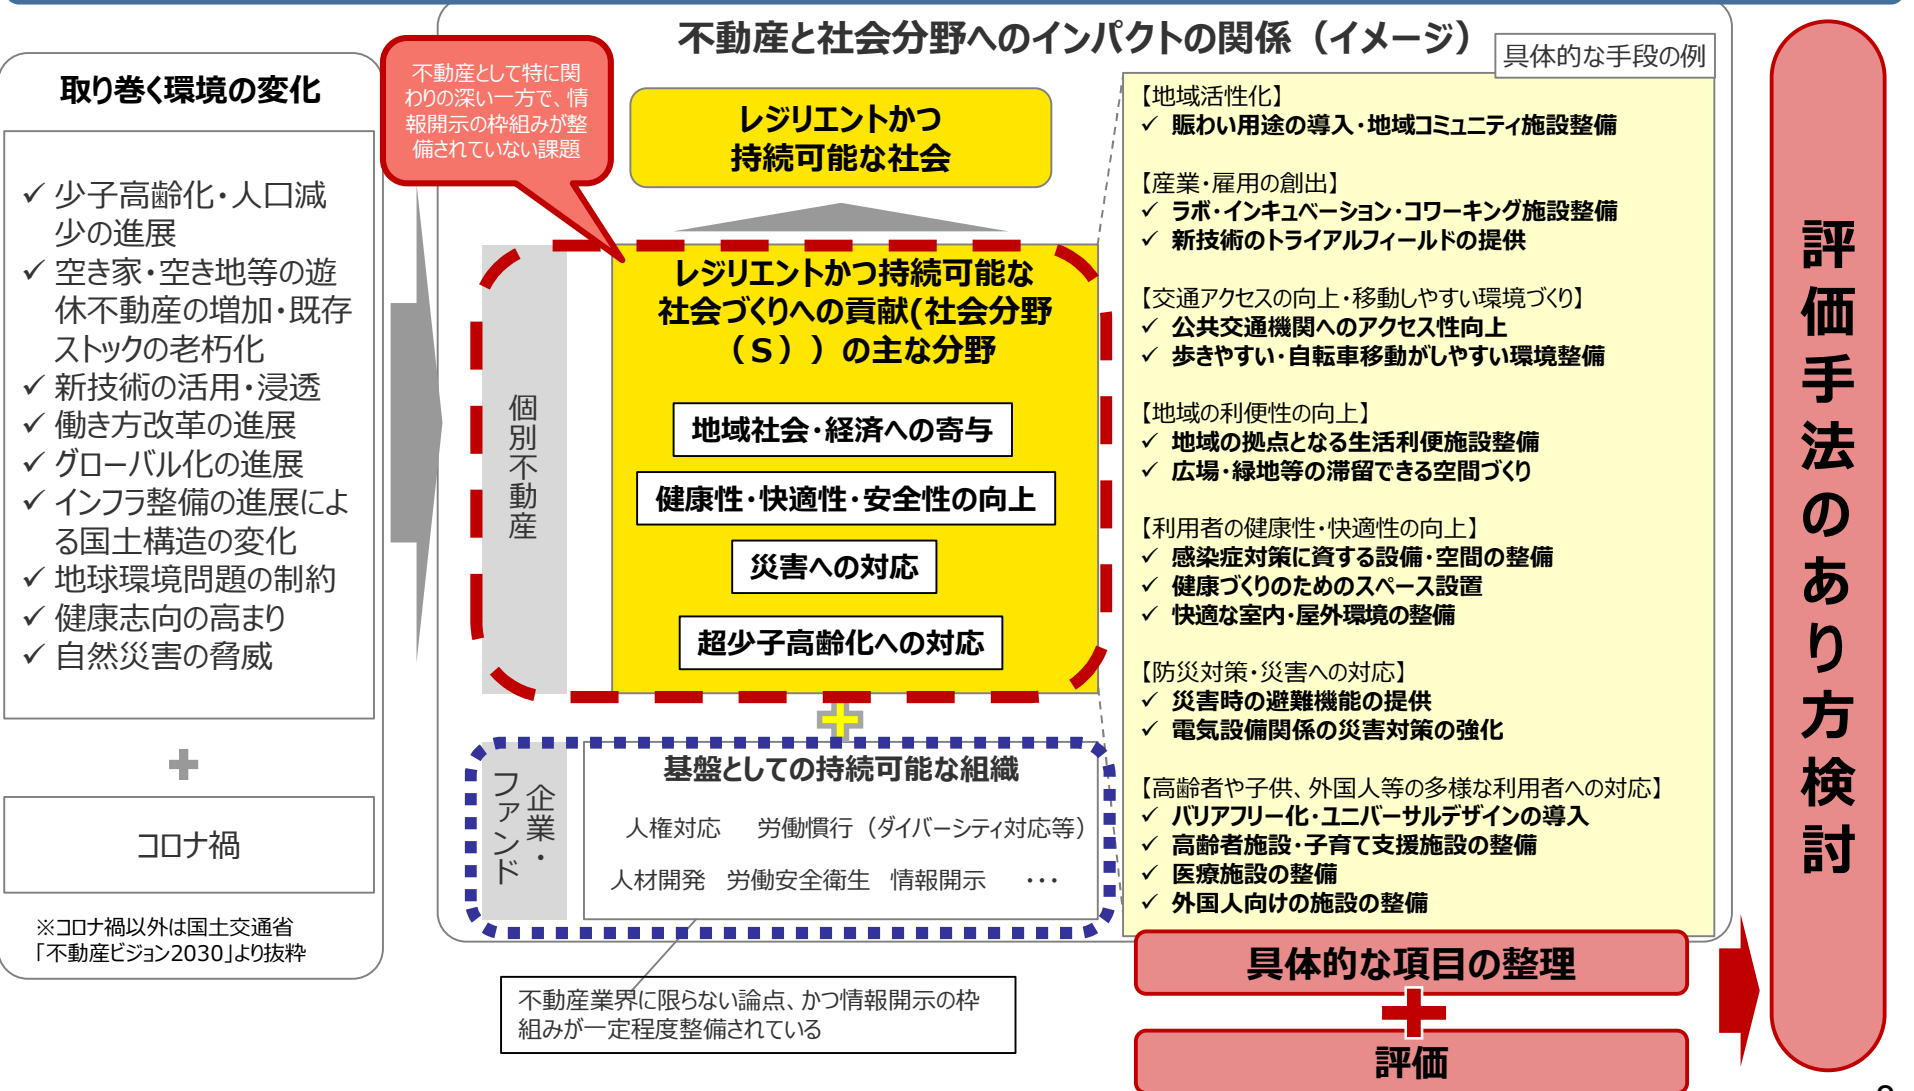 不動産と社会分野へのインパクトの関係（イメージ）
取り巻く環境の変化
✓ 少子高齢化・人口減
少の進展
✓ 空き家・空き地等の遊
休不動産の増加・既存
ストックの老朽化
✓ 新技術の活用・浸透
✓ 働き方改革の進展
✓ グローバル化の進展
✓ インフラ整備の進展によ
る国土構造の変化
✓ 地球環境問題の制約
✓ 健康志向の高まり
✓ 自然災害の脅威
コロナ禍
※コロナ禍以外は国土交通省
「不動産ビジョン2030」より抜粋
不動産として特に関
わりの深い一方で、情
報開示の枠組みが整
備されていない課題
レジリエントかつ
持続可能な社会
個別不動産
レジリエントかつ持続可能な
社会づくりへの貢献(社会分野
（S））の主な分野
地域社会・経済への寄与
健康性・快適性・安全性の向上
災害への対応
超少子高齢化への対応
企業・
ファンド
基盤としての持続可能な組織
人権対応 労働慣行（ダイバーシティ対応等）
人材開発 労働安全衛生 情報開示 ・・・
不動産業界に限らない論点、かつ情報開示の枠
組みが一定程度整備されている
具体的な手段の例
【地域活性化】
✓ 賑わい用途の導入・地域コミュニティ施設整備
【産業・雇用の創出】
✓ ラボ・インキュベーション・コワーキング施設整備
✓ 新技術のトライアルフィールドの提供
【交通アクセスの向上・移動しやすい環境づくり】
✓ 公共交通機関へのアクセス性向上
✓ 歩きやすい・自転車移動がしやすい環境整備
【地域の利便性の向上】
✓ 地域の拠点となる生活利便施設整備
✓ 広場・緑地等の滞留できる空間づくり
【利用者の健康性・快適性の向上】
✓ 感染症対策に資する設備・空間の整備
✓ 健康づくりのためのスペース設置
✓ 快適な室内・屋外環境の整備
【防災対策・災害への対応】
✓ 災害時の避難機能の提供
✓ 電気設備関係の災害対策の強化
【高齢者や子供、外国人等の多様な利用者への対応】
✓ バリアフリー化・ユニバーサルデザインの導入
✓ 高齢者施設・子育て支援施設の整備
✓ 医療施設の整備
✓ 外国人向けの施設の整備
具体的な項目の整理
評価
評価手法のあり方検討